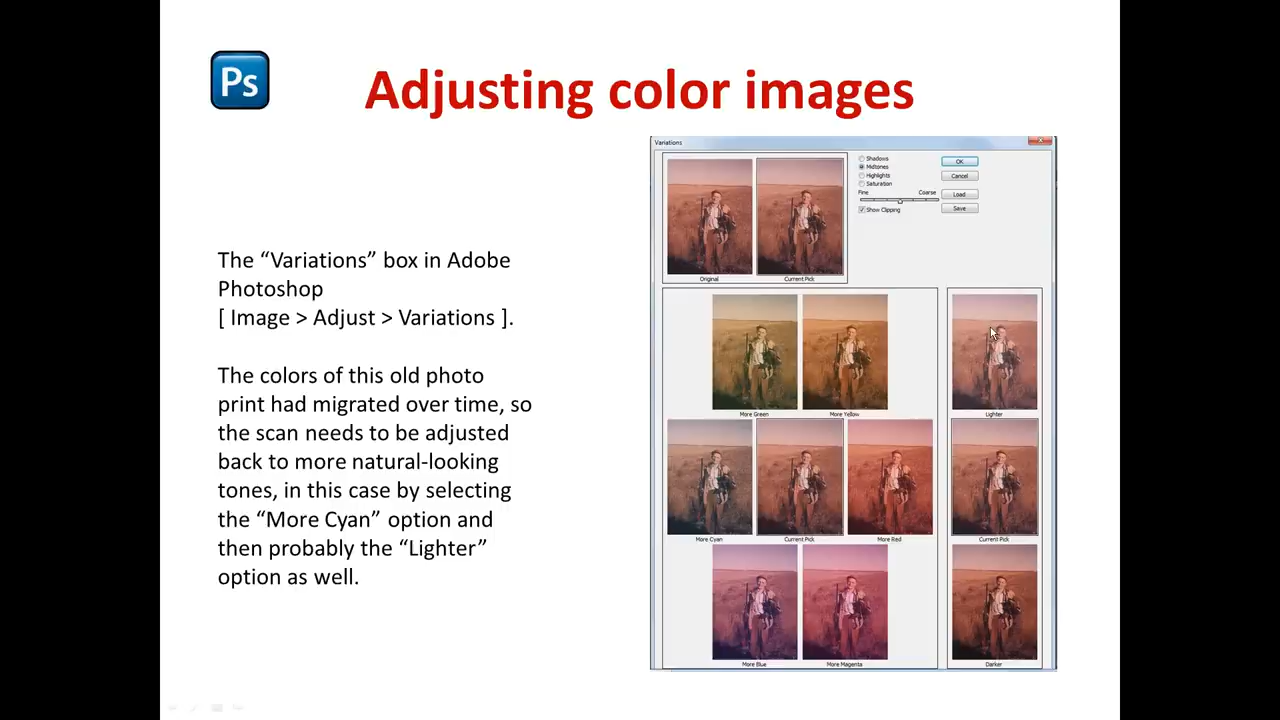 Ps
Adjusting color images
The “Variations” box in Adobe
Photoshop
[ Image > Adjust > Variations ].
The colors of this old photo
print had migrated over time, so
the scan needs to be adjusted
back to more natural-looking
tones, in this case by selecting
the “More Cyan” option and
then probably the “Lighter”
option as well.
Variations
Original
Current Pick
Shadows
Midtones
Highlights
Saturation
Fine
Coarse
Show Clipping
OK
Cancel
Load
Save
More Green
More Yellow
More Cyan
Current Pick
More Red
More Blue
More Magenta
Lighter
Current Pick
Darker